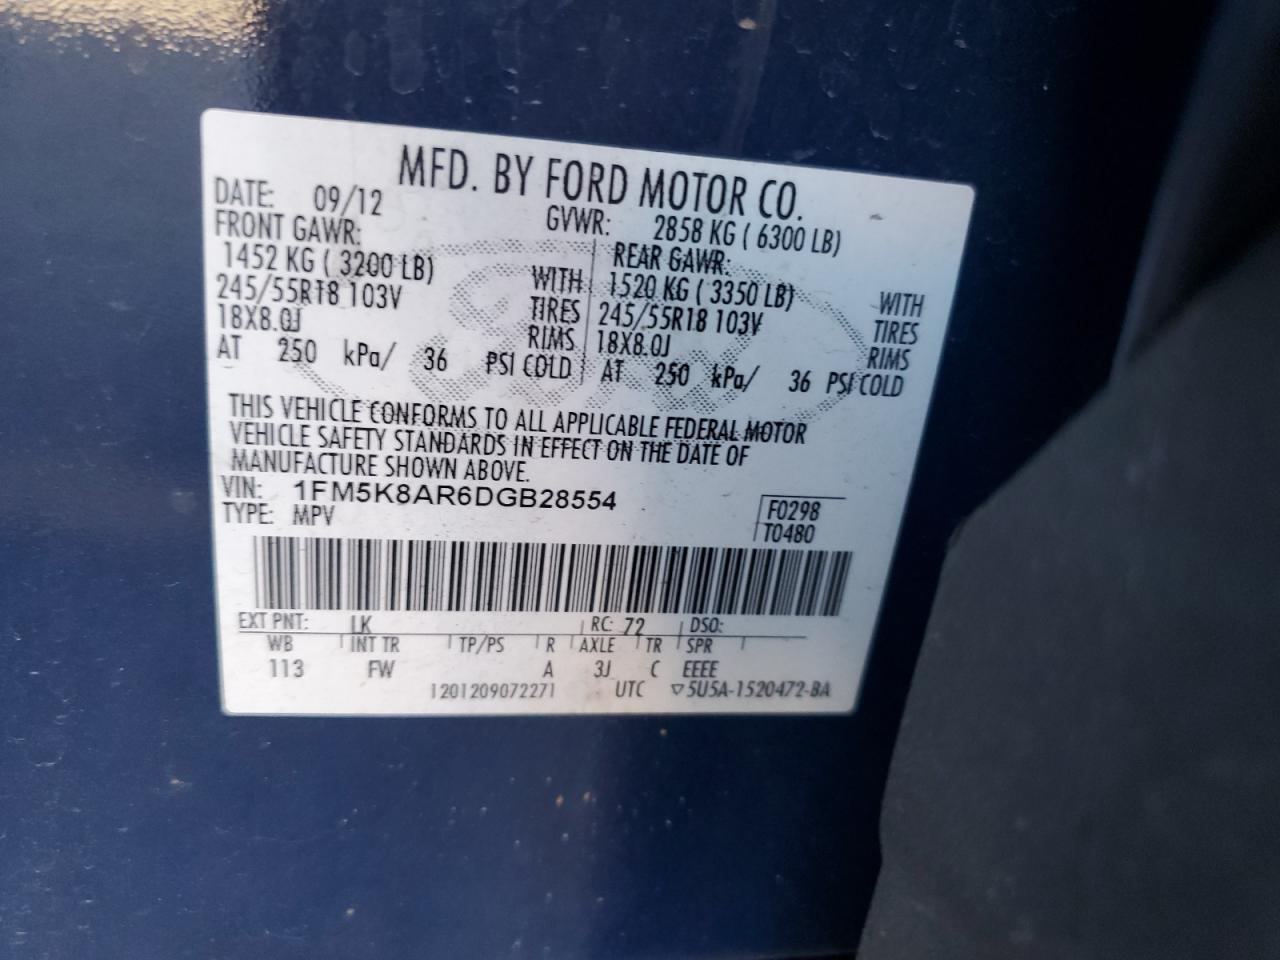 MFD. BY FORD MOTOR CO.
DATE: 09/12 GVWR: 2858 KG ( 6300 LB)
FRONT GAWR: REAR GAWR:
1452 KG ( 3200 LB) WITH 1520 KG ( 3350 LB) WITH
245/55R18 103V TIRES 245/55R18 103V TIRES
18X8.0J RIMS 18X8.0J RIMS
AT 250 kPa/ 36 PSI COLD AT 250 kPa/ 36 PSI COLD
THIS VEHICLE CONFORMS TO ALL APPLICABLE FEDERAL MOTOR
VEHICLE SAFETY STANDARDS IN EFFECT ON THE DATE OF
MANUFACTURE SHOWN ABOVE.
VIN: 1FM5K8AR6DGB28554 F0298
TYPE: MPV T0480
EXT PNT: LK RC: 72 DSO:
WB INT TR TP/PS R AXLE TR SPR
113 FW A 3J C EEEE
1201209072271 UTC ▽5U5A-1520472-BA